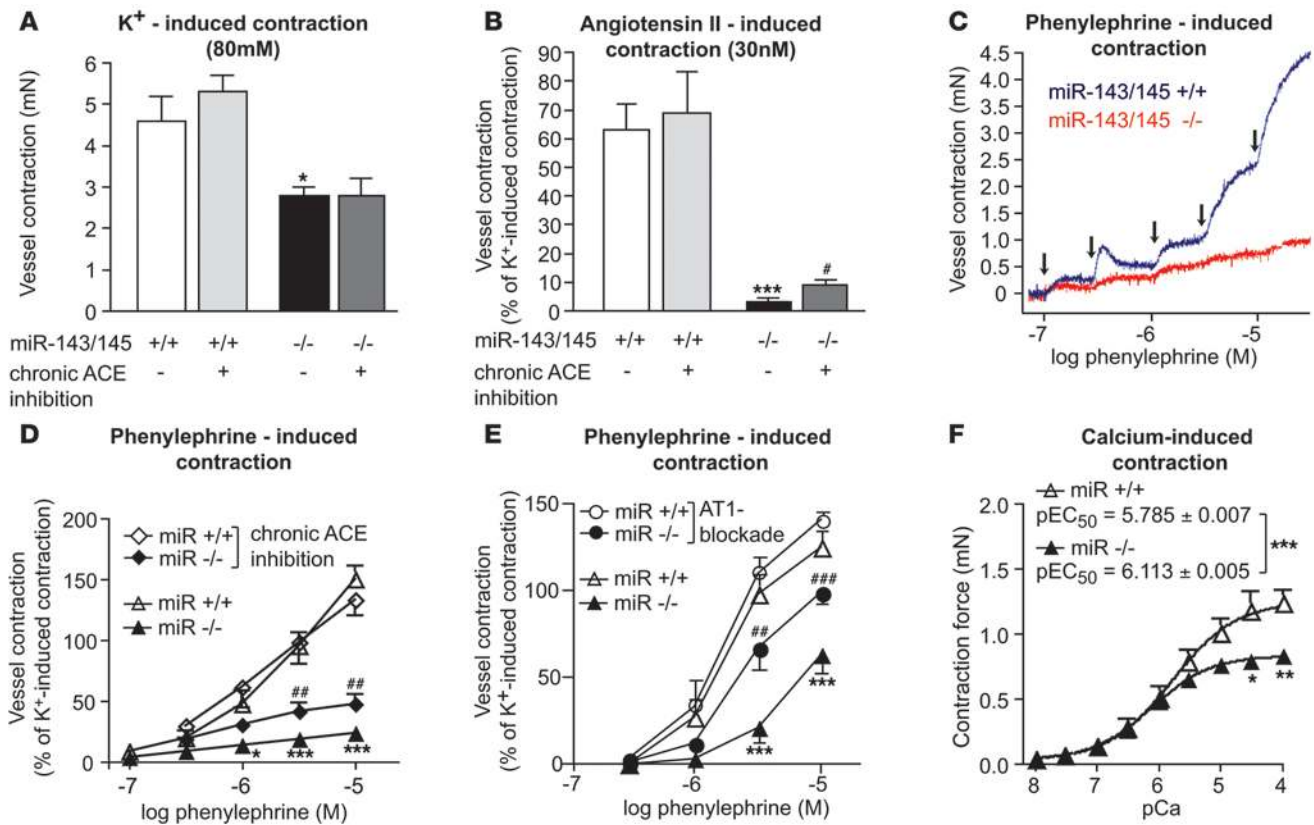 A
K+ - induced contraction
(80mM)
Vessel contraction (mN)
6
5
4
3
2
1
0
*
miR-143/145 +/+ +/+ -/- -/-
chronic ACE - + - +
inhibition
B
Angiotensin II - induced
contraction (30nM)
Vessel contraction
(% of K+-induced contraction)
90
80
70
60
50
40
30
20
10
0
***
#
miR-143/145 +/+ +/+ -/- -/-
chronic ACE - + - +
inhibition
C
Phenylephrine - induced
contraction
Vessel contraction (mN)
4.5
4.0
3.5
3.0
2.5
2.0
1.5
1.0
0.5
0
miR-143/145 +/+
miR-143/145 -/-
-7 -6 -5
log phenylephrine (M)
D
Phenylephrine - induced
contraction
Vessel contraction
(% of K+-induced contraction)
200
150
100
50
0
miR +/+
miR -/-
chronic ACE
inhibition
miR +/+
miR -/-
## ##
* *** ***
-7 -6 -5
log phenylephrine (M)
E
Phenylephrine - induced
contraction
Vessel contraction
(% of K+-induced contraction)
150
100
50
0
miR +/+
miR -/-
AT1-
blockade
miR +/+
miR -/-
###
##
***
***
-7 -6 -5
log phenylephrine (M)
F
Calcium-induced
contraction
Contraction force (mN)
2.0
1.5
1.0
0.5
0.0
miR +/+
pEC50 = 5.785 ± 0.007
miR -/-
pEC50 = 6.113 ± 0.005
***
* **
8 7 6 5 4
pCa